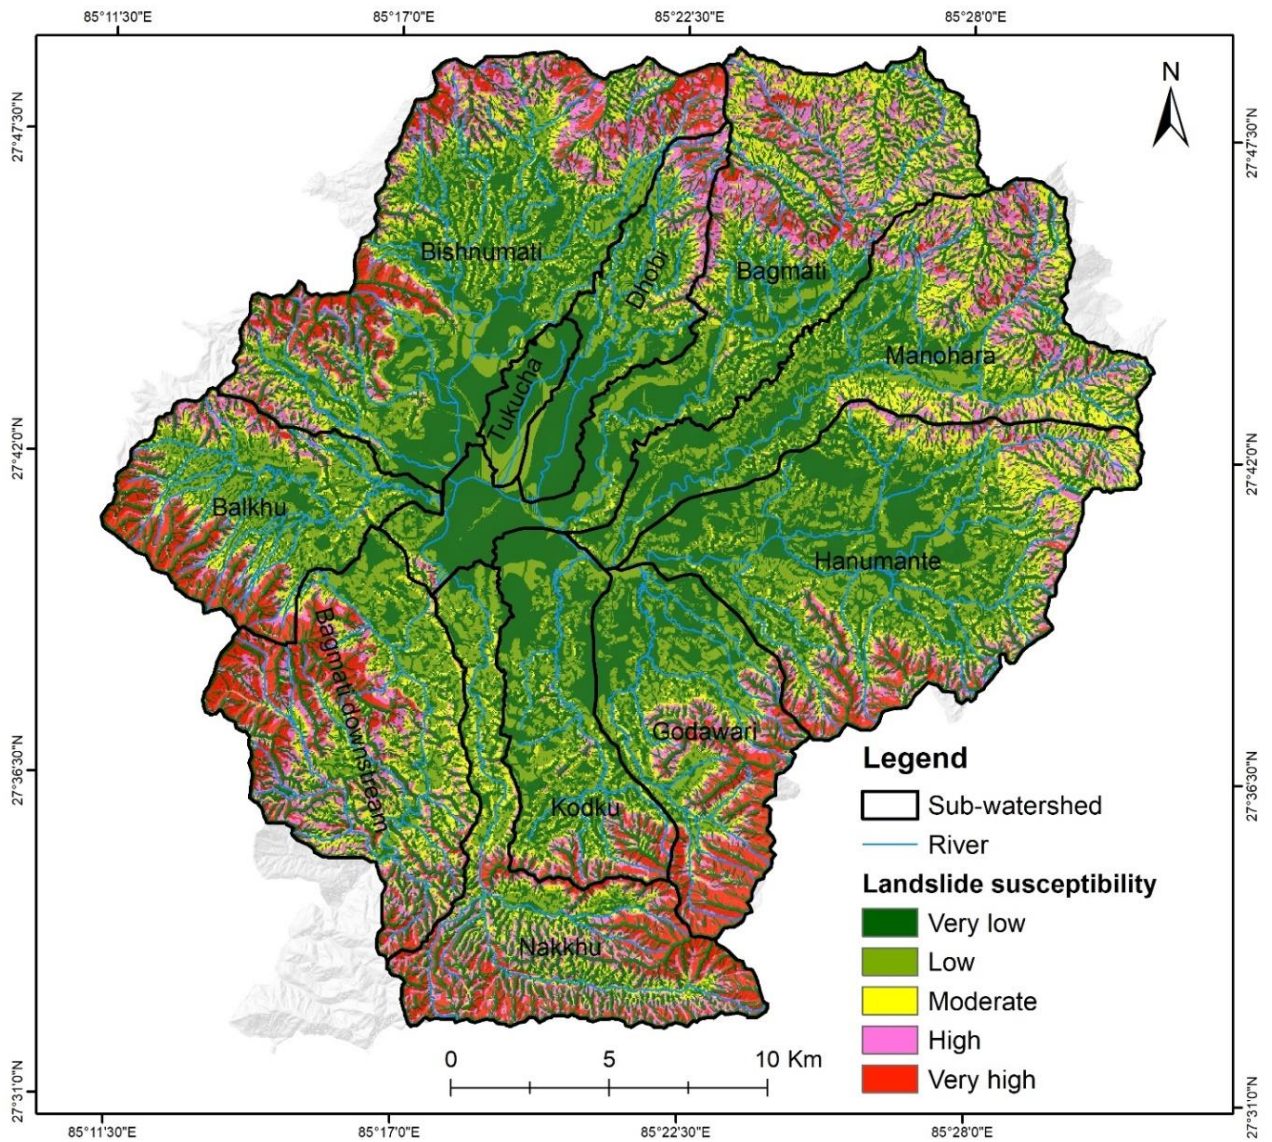 85°11'30"E 85°17'0"E 85°22'30"E 85°28'0"E
N
27°47'30"N
27°47'30"N
Bishnumati
Dhobi
Bagmati
Manohara
Tukucha
27°42'0"N
27°42'0"N
Balkhu
Hanumante
Bagmati downstream
Godawari
27°36'30"N
27°36'30"N
Kodku
Nakkhu
Legend
Sub-watershed
River
Landslide susceptibility
Very low
Low
Moderate
High
Very high
0 5 10 Km
27°31'0"N
27°31'0"N
85°11'30"E 85°17'0"E 85°22'30"E 85°28'0"E